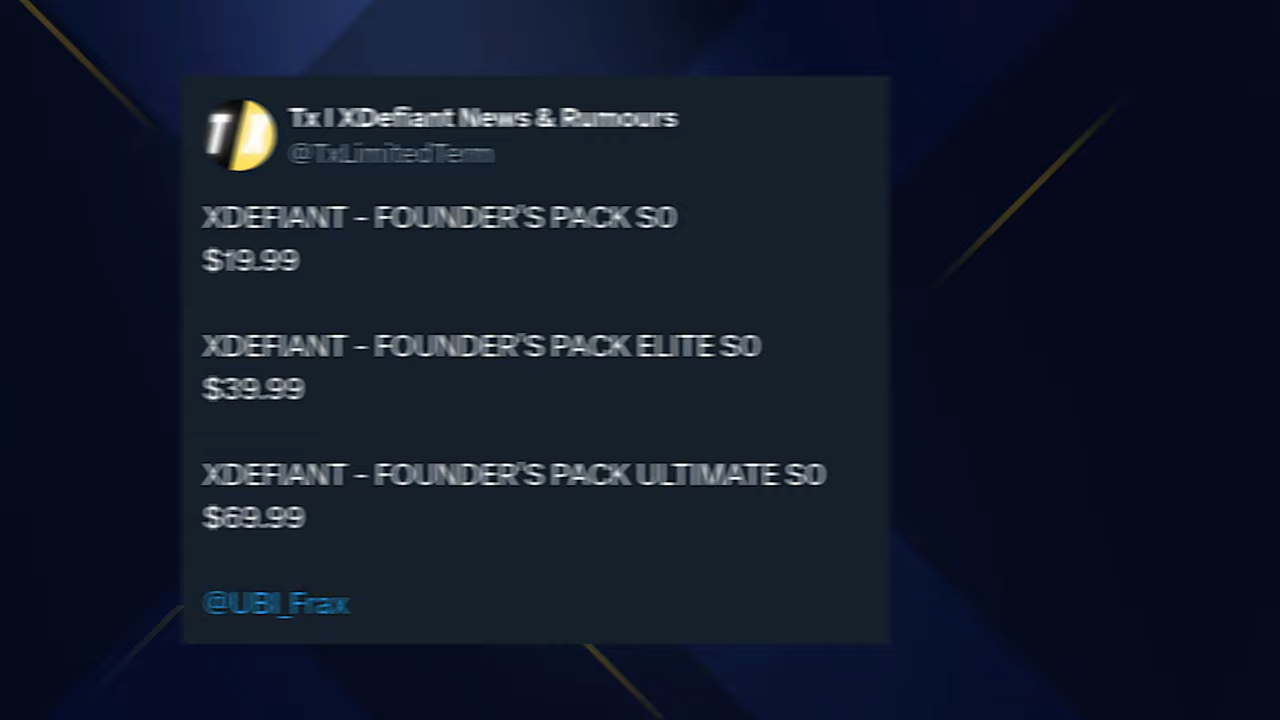 TX
Tx I XDefiant News & Rumours
@TxLimitedTerm
XDEFIANT - FOUNDER'S PACK S0
$19.99
XDEFIANT - FOUNDER'S PACK ELITE S0
$39.99
XDEFIANT - FOUNDER'S PACK ULTIMATE S0
$69.99
@UBI_Frax